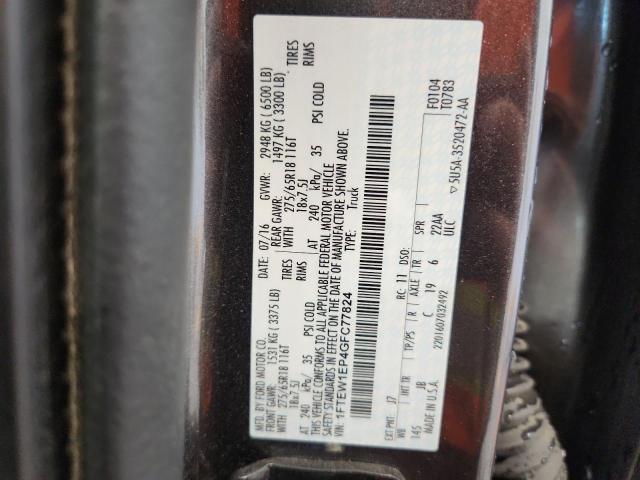 MFD. BY FORD MOTOR CO.
DATE: 07/16 GVWR: 2948 KG ( 6500 LB)
FRONT GAWR: 1531 KG ( 3375 LB) REAR GAWR: 1497 KG ( 3300 LB)
WITH 275/65R18 116T TIRES WITH 275/65R18 116T TIRES
18x7.5J RIMS 18x7.5J RIMS
AT 240 kPa/ 35 PSI COLD AT 240 kPa/ 35 PSI COLD
THIS VEHICLE CONFORMS TO ALL APPLICABLE FEDERAL MOTOR VEHICLE
SAFETY STANDARDS IN EFFECT ON THE DATE OF MANUFACTURE SHOWN ABOVE.
VIN: 1FTEW1EP4GFC77824 TYPE: Truck
F0104
T0783
EXT PNT: J7 RC: 11 DSO:
WB INT TR TP/PS R AXLE TR SPR
145 JB C 19 6 22AA
MADE IN U.S.A. 2201607032492 ULC
▽ 5U5A-3520472-AA